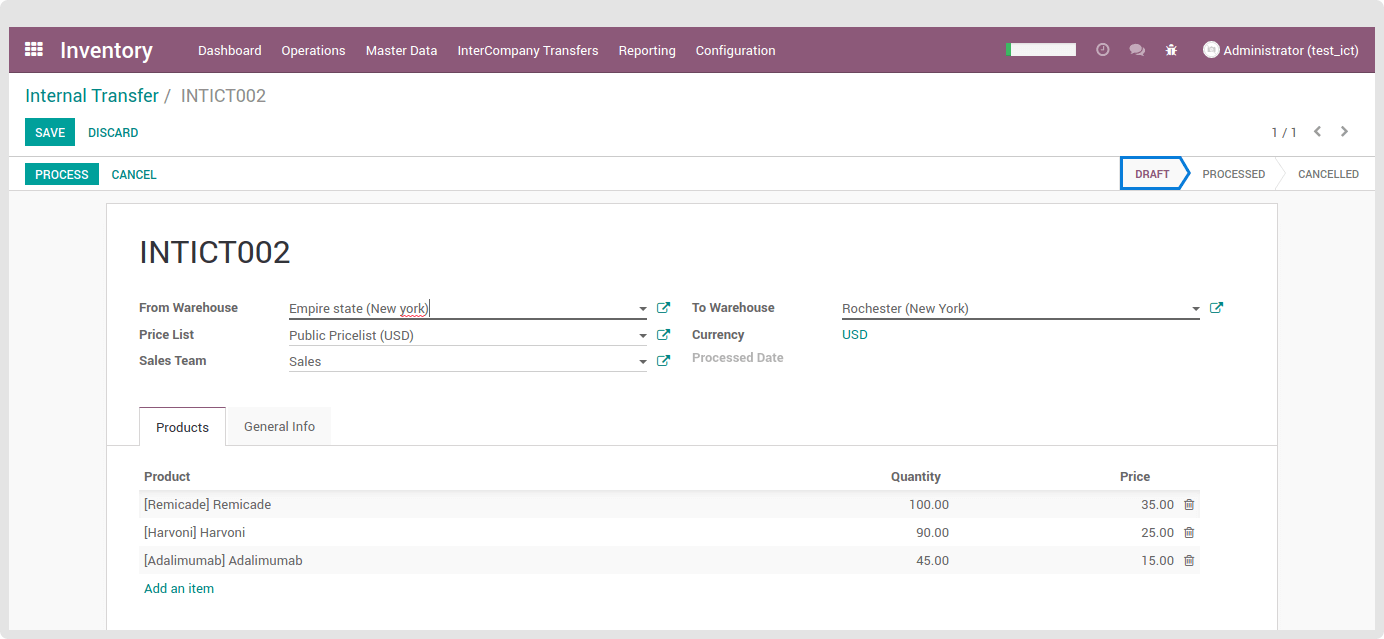 Inventory Dashboard Operations Master Data InterCompany Transfers Reporting Configuration Administrator (test_ict)
Internal Transfer / INTICT002
SAVE DISCARD 1 / 1
PROCESS CANCEL DRAFT PROCESSED CANCELLED
INTICT002
From Warehouse Empire state (New york) To Warehouse Rochester (New York)
Price List Public Pricelist (USD) Currency USD
Sales Team Sales Processed Date
Products General Info
Product Quantity Price
[Remicade] Remicade 100.00 35.00
[Harvoni] Harvoni 90.00 25.00
[Adalimumab] Adalimumab 45.00 15.00
Add an item